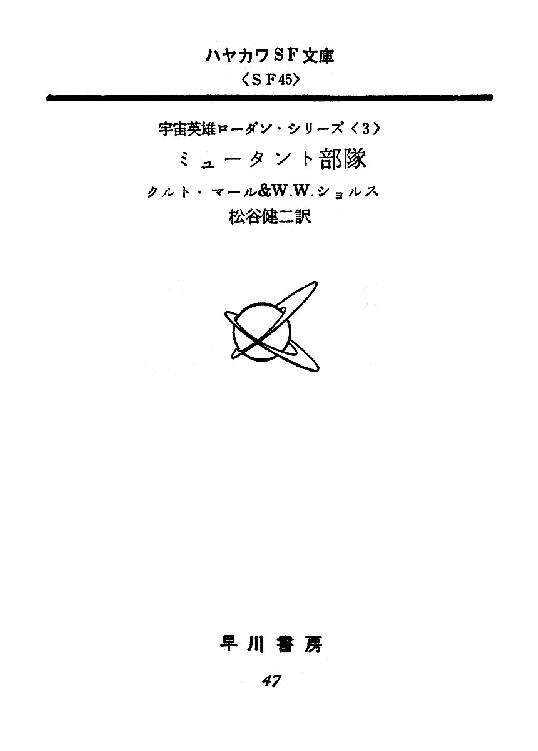 ハヤカワSF文庫
〈SF45〉
宇宙英雄ローダン・シリーズ〈3〉
ミュータント部隊
クルト・マール&W.W.ショルス
松谷健二訳
早川書房
47